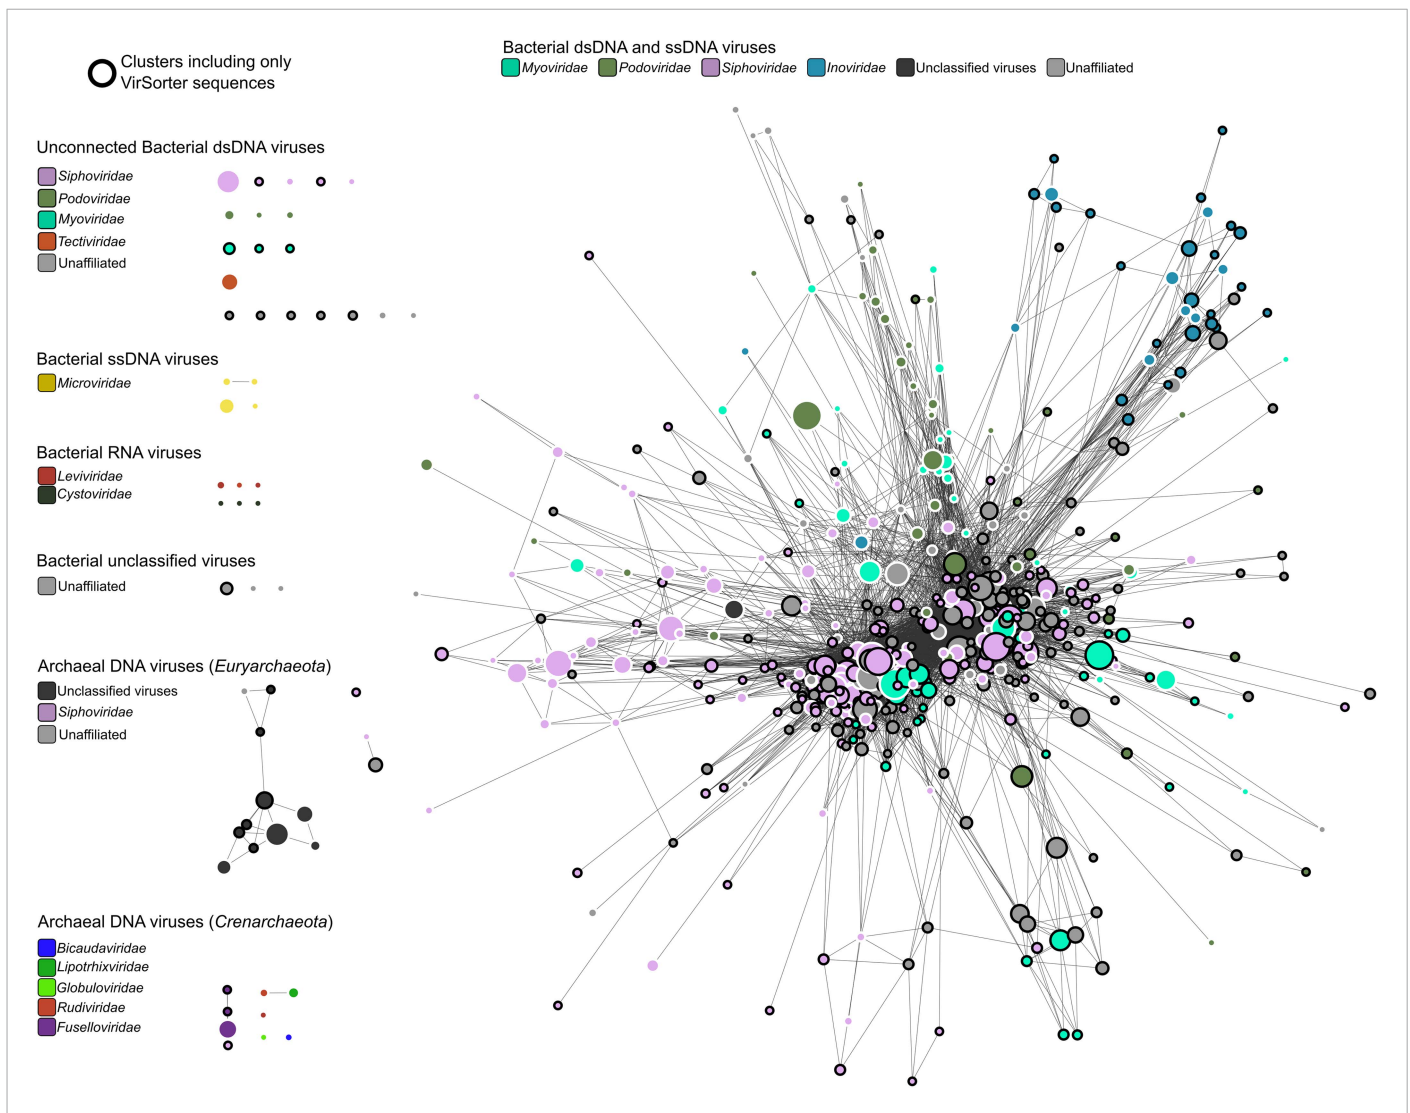 Clusters including only
VirSorter sequences
Bacterial dsDNA and ssDNA viruses
Myoviridae Podoviridae Siphoviridae Inoviridae Unclassified viruses Unaffiliated
Unconnected Bacterial dsDNA viruses
Siphoviridae
Podoviridae
Myoviridae
Tectiviridae
Unaffiliated
Bacterial ssDNA viruses
Microviridae
Bacterial RNA viruses
Leviviridae
Cystoviridae
Bacterial unclassified viruses
Unaffiliated
Archaeal DNA viruses (Euryarchaeota)
Unclassified viruses
Siphoviridae
Unaffiliated
Archaeal DNA viruses (Crenarchaeota)
Bicaudaviridae
Lipotrhixviridae
Globuloviridae
Rudiviridae
Fuselloviridae